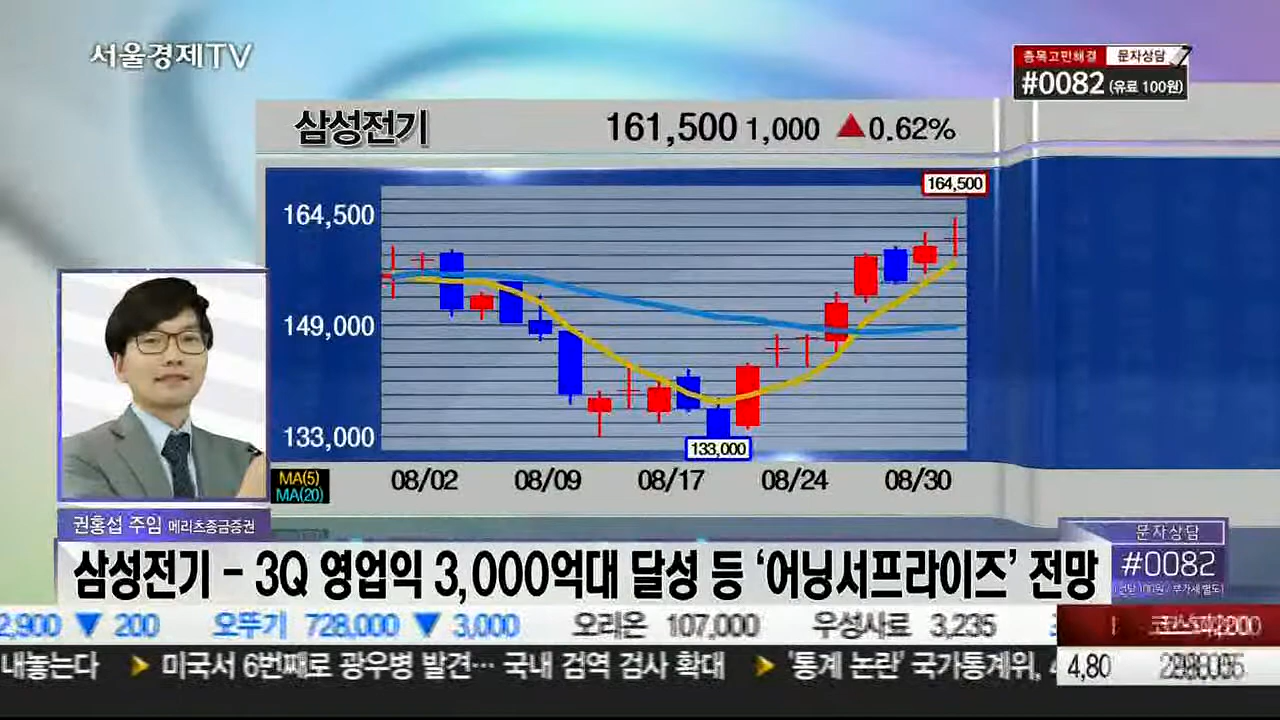 서울경제TV
종목고민해결 문자상담
#0082 (유료 100원)
삼성전기 161,500 1,000 ▲0.62%
164,500
164,500
149,000
133,000
133,000
MA(5)
MA(20)
08/02 08/09 08/17 08/24 08/30
권홍섭 주임 메리츠종금증권
삼성전기 - 3Q 영업익 3,000억대 달성 등 ‘어닝서프라이즈’ 전망
문자상담
#0082
2,900 ▼ 200 오뚜기 728,000 ▼ 3,000 오리온 107,000 우성사료 3,235
내놓는다 ▶ 미국서 6번째로 광우병 발견… 국내 검역 검사 확대 ▶ '통계 논란' 국가통계위,
4,80